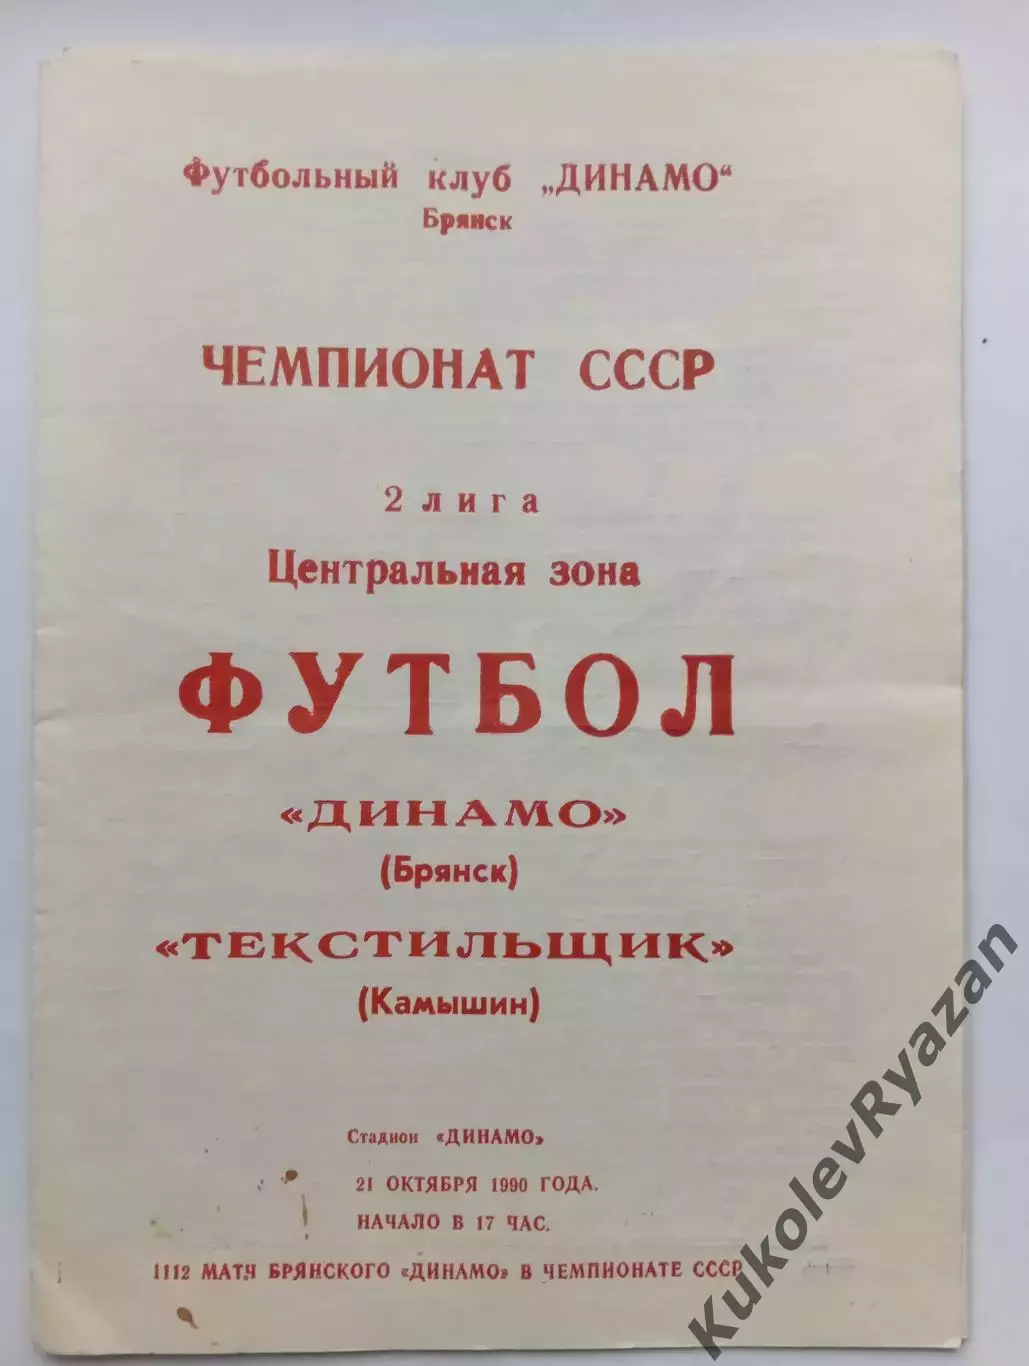 Футбольный клуб „ДИНАМО“
Брянск
ЧЕМПИОНАТ СССР
2 лига
Центральная зона
ФУТБОЛ
«ДИНАМО»
(Брянск)
«ТЕКСТИЛЬЩИК»
(Камышин)
Стадион «ДИНАМО»
21 ОКТЯБРЯ 1990 ГОДА.
НАЧАЛО В 17 ЧАС.
1112 МАТЧ БРЯНСКОГО «ДИНАМО» В ЧЕМПИОНАТЕ СССР
KukolevRyazan